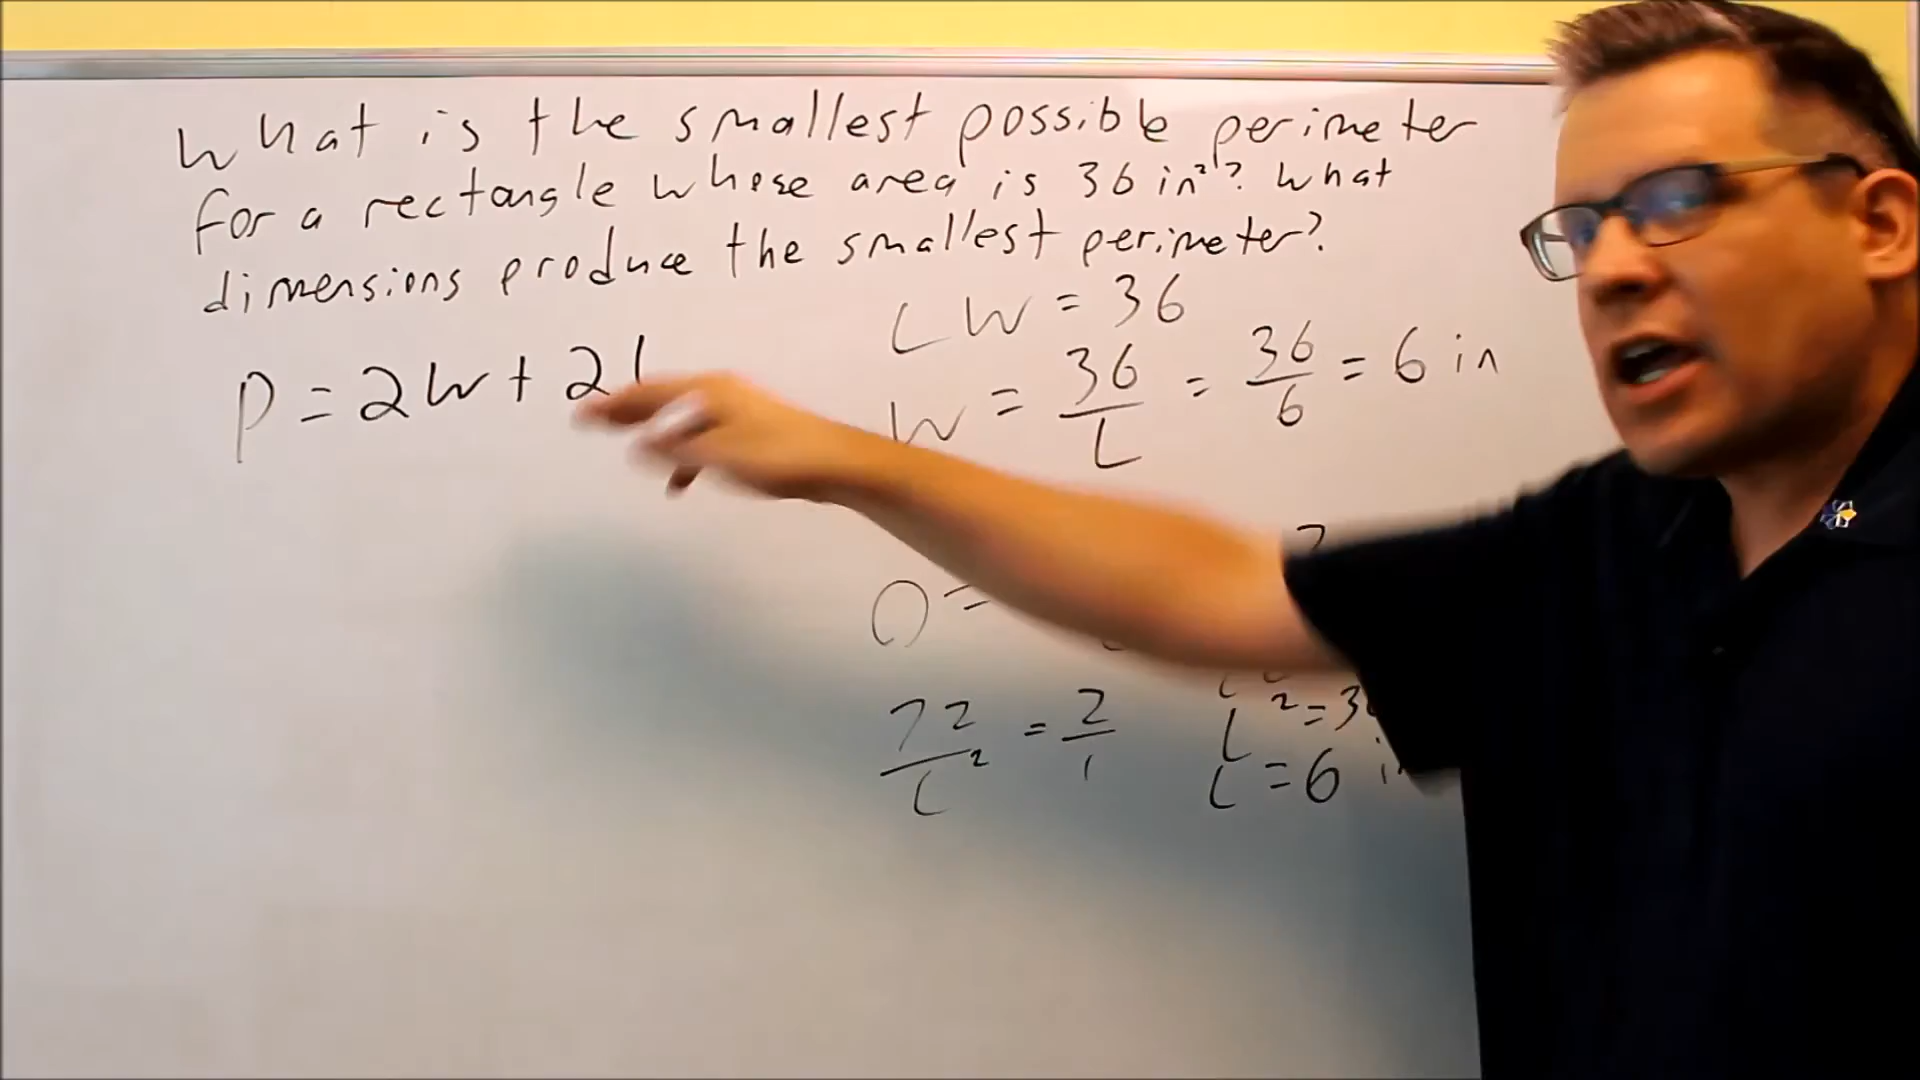 What is the smallest possible perimeter
for a rectangle whose area is 36 in²? What
dimensions produce the smallest perimeter?
LW = 36
P = 2W + 2L
W = 36/L = 36/6 = 6 in
0 =
72/L² = 2/1
L² = 36
L = 6 in